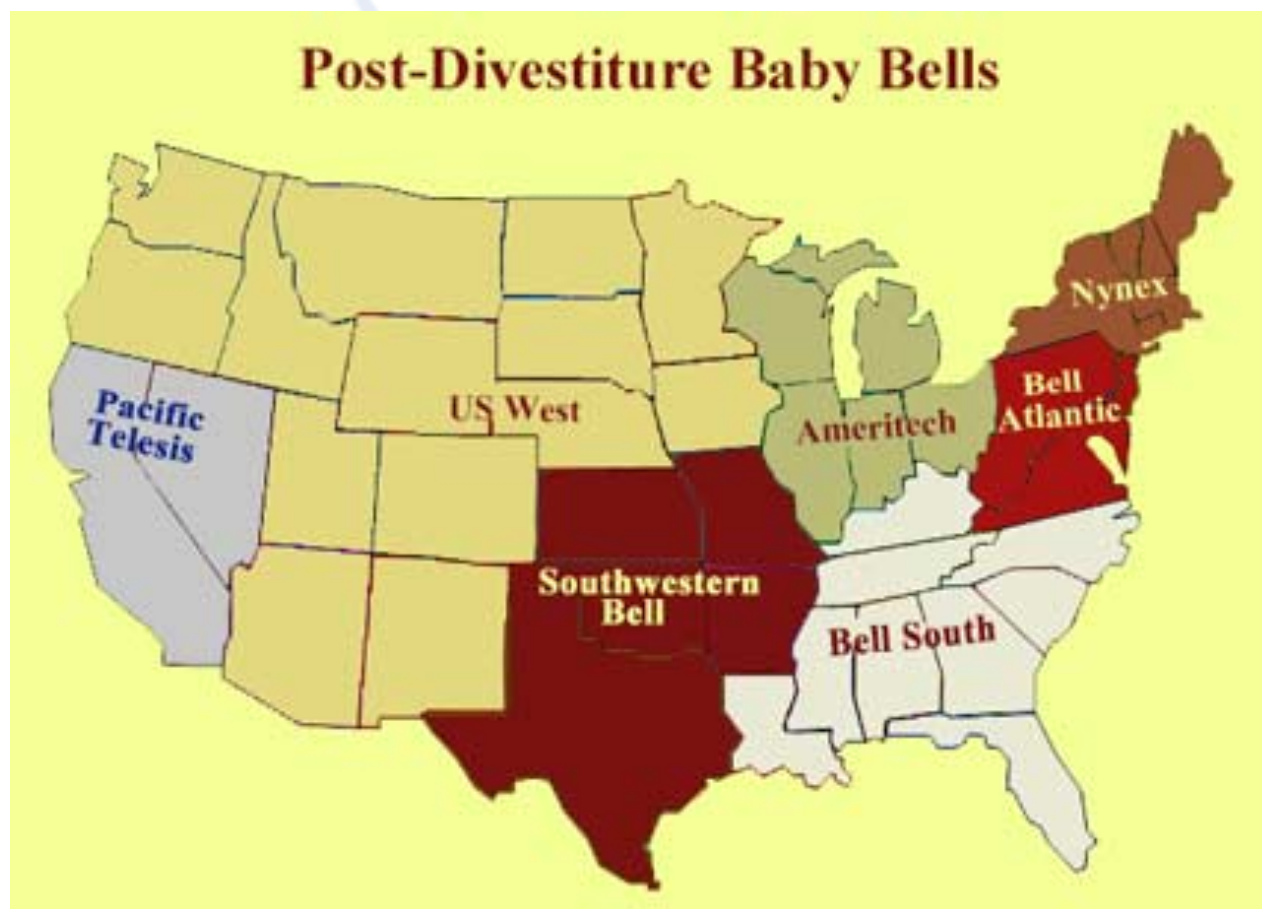 Post-Divestiture Baby Bells
Nynex
Bell
Atlantic
Pacific
Telesis
US West
Ameritech
Southwestern
Bell
Bell South